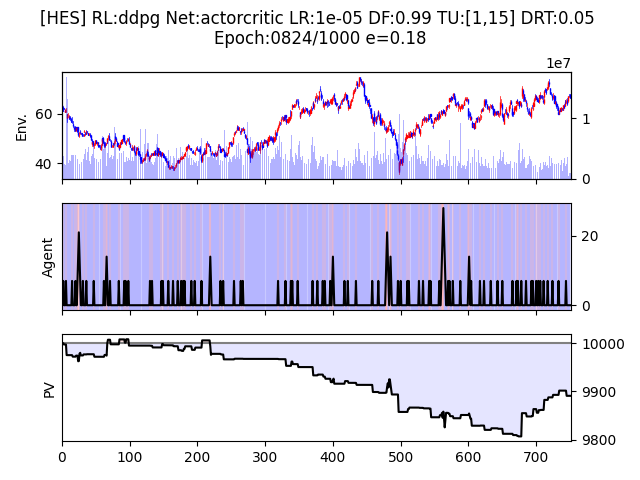 [HES] RL:ddpg Net:actorcritic LR:1e-05 DF:0.99 TU:[1,15] DRT:0.05
Epoch:0824/1000 e=0.18
1e7
Env.
60
40
1
0
Agent
20
0
PV
10000
9900
9800
0 100 200 300 400 500 600 700